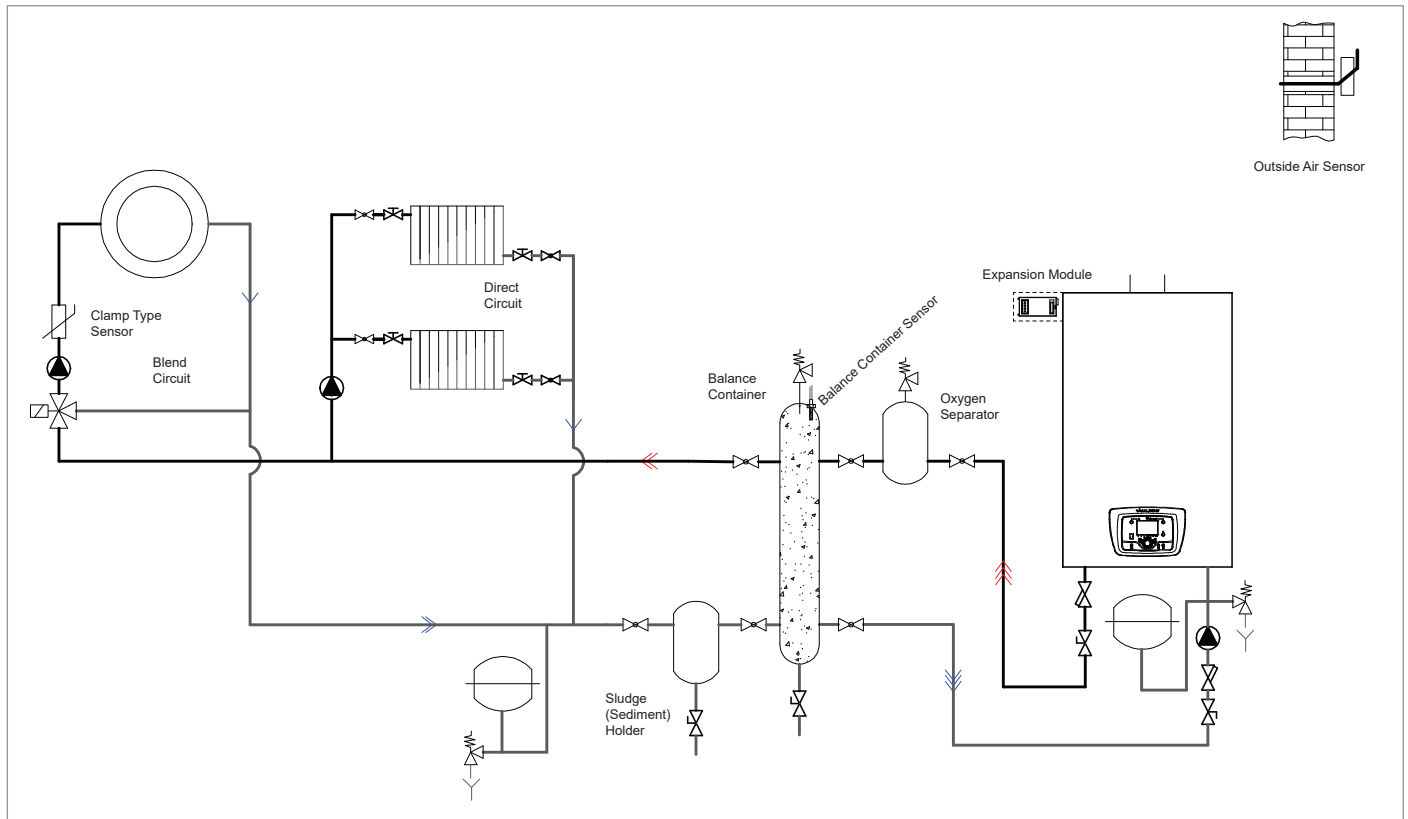 Outside Air Sensor
Expansion Module
Clamp Type
Sensor
Blend
Circuit
Direct
Circuit
Balance
Container
Balance Container Sensor
Oxygen
Separator
Sludge
(Sediment)
Holder